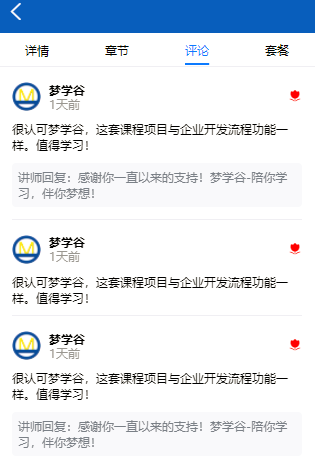 详情 章节 评论 套餐
梦学谷
1天前
很认可梦学谷，这套课程项目与企业开发流程功能一
样。值得学习！
讲师回复：感谢你一直以来的支持！梦学谷-陪你学
习，伴你梦想！
梦学谷
1天前
很认可梦学谷，这套课程项目与企业开发流程功能一
样。值得学习！
梦学谷
1天前
很认可梦学谷，这套课程项目与企业开发流程功能一
样。值得学习！
讲师回复：感谢你一直以来的支持！梦学谷-陪你学
习，伴你梦想！